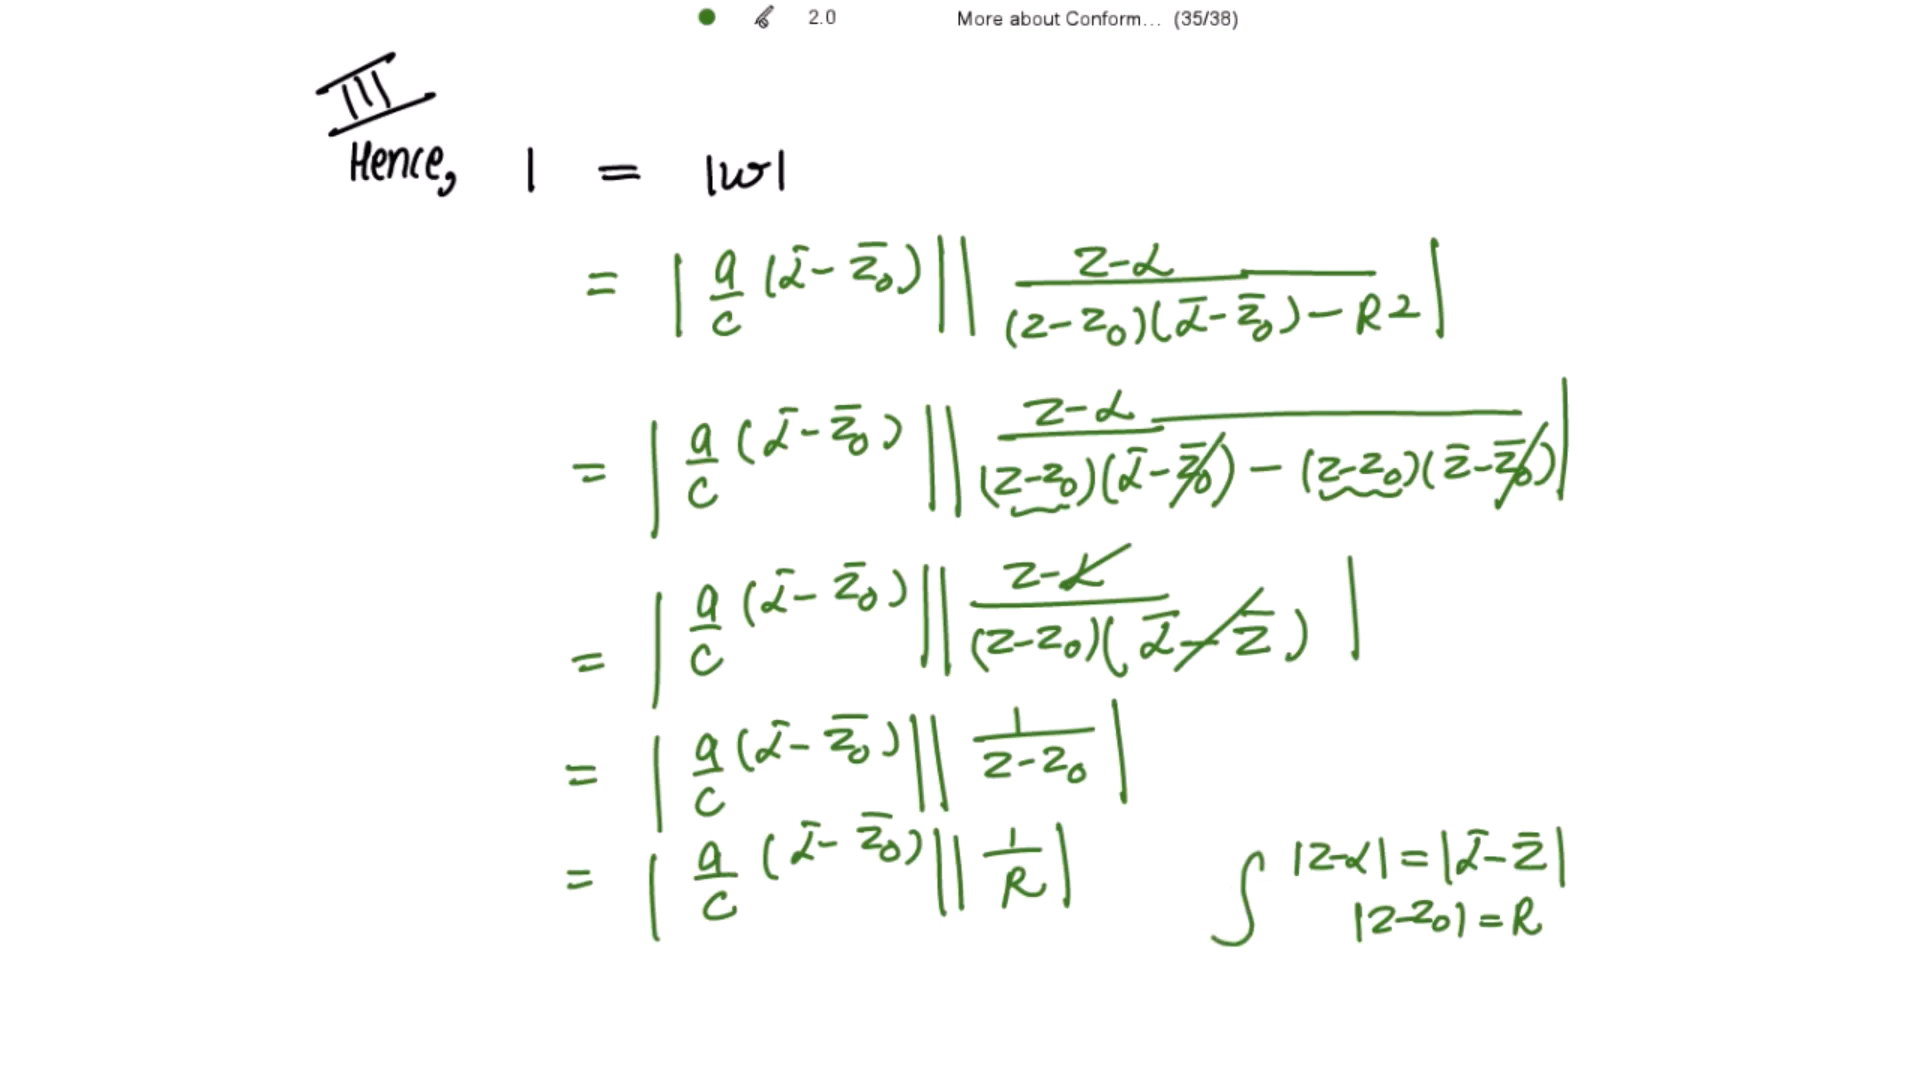 2.0 More about Conform... (35/38)
III
Hence, 1 = |w|
= |a/c (ᾱ - z̄₀)| |(z-α)/((z-z₀)(ᾱ-z̄₀) - R2)|
= |a/c (ᾱ - z̄₀)| |(z-α)/((z-z₀)(ᾱ-z̄₀) - (z-z₀)(z̄-z̄₀))|
= |a/c (ᾱ - z̄₀)| |(z-α)/((z-z₀)(ᾱ-z̄))|
= |a/c (ᾱ - z̄₀)| |1/(z-z₀)|
= |a/c (ᾱ - z̄₀)| |1/R|
∫ |z-α| = |ᾱ-z̄|
|z-z₀| = R